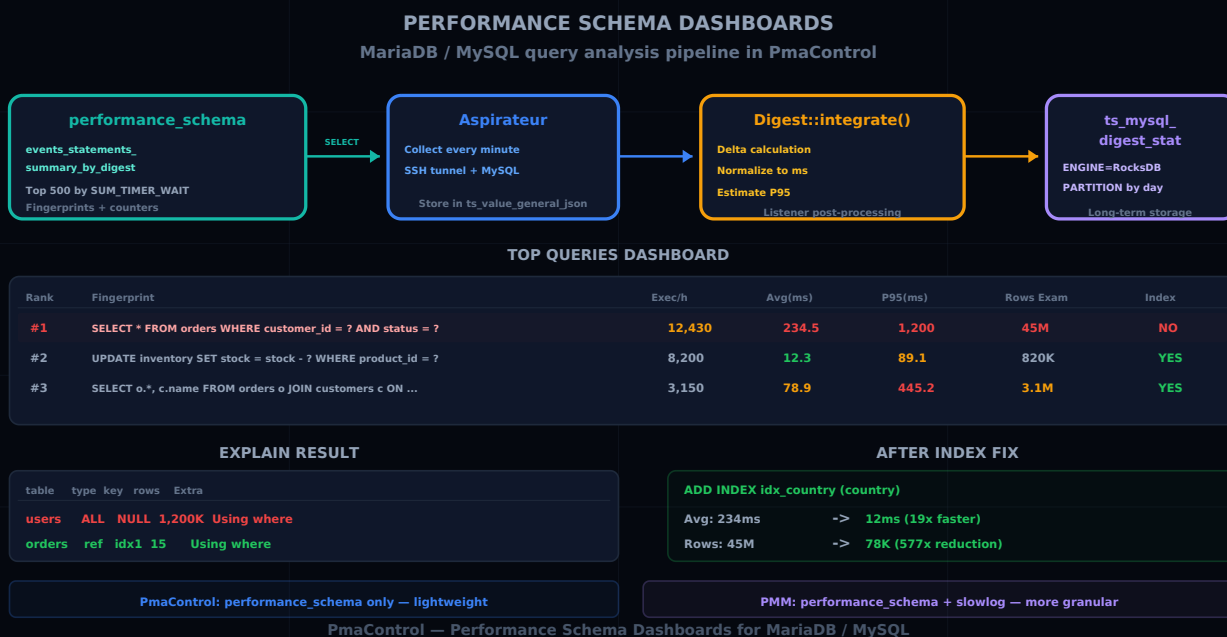 PERFORMANCE SCHEMA DASHBOARDS
MariaDB / MySQL query analysis pipeline in PmaControl
performance_schema
events_statements_
summary_by_digest
Top 500 by SUM_TIMER_WAIT
Fingerprints + counters
SELECT
Aspirateur
Collect every minute
SSH tunnel + MySQL
Store in ts_value_general_json
Digest::integrate()
Delta calculation
Normalize to ms
Estimate P95
Listener post-processing
ts_mysql_
digest_stat
ENGINE=RocksDB
PARTITION by day
Long-term storage
TOP QUERIES DASHBOARD
Rank Fingerprint Exec/h Avg(ms) P95(ms) Rows Exam Index
#1 SELECT * FROM orders WHERE customer_id = ? AND status = ? 12,430 234.5 1,200 45M NO
#2 UPDATE inventory SET stock = stock - ? WHERE product_id = ? 8,200 12.3 89.1 820K YES
#3 SELECT o.*, c.name FROM orders o JOIN customers c ON ... 3,150 78.9 445.2 3.1M YES
EXPLAIN RESULT
table type key rows Extra
users ALL NULL 1,200K Using where
orders ref idx1 15 Using where
AFTER INDEX FIX
ADD INDEX idx_country (country)
Avg: 234ms -> 12ms (19x faster)
Rows: 45M -> 78K (577x reduction)
PmaControl: performance_schema only — lightweight
PMM: performance_schema + slowlog — more granular
PmaControl — Performance Schema Dashboards for MariaDB / MySQL